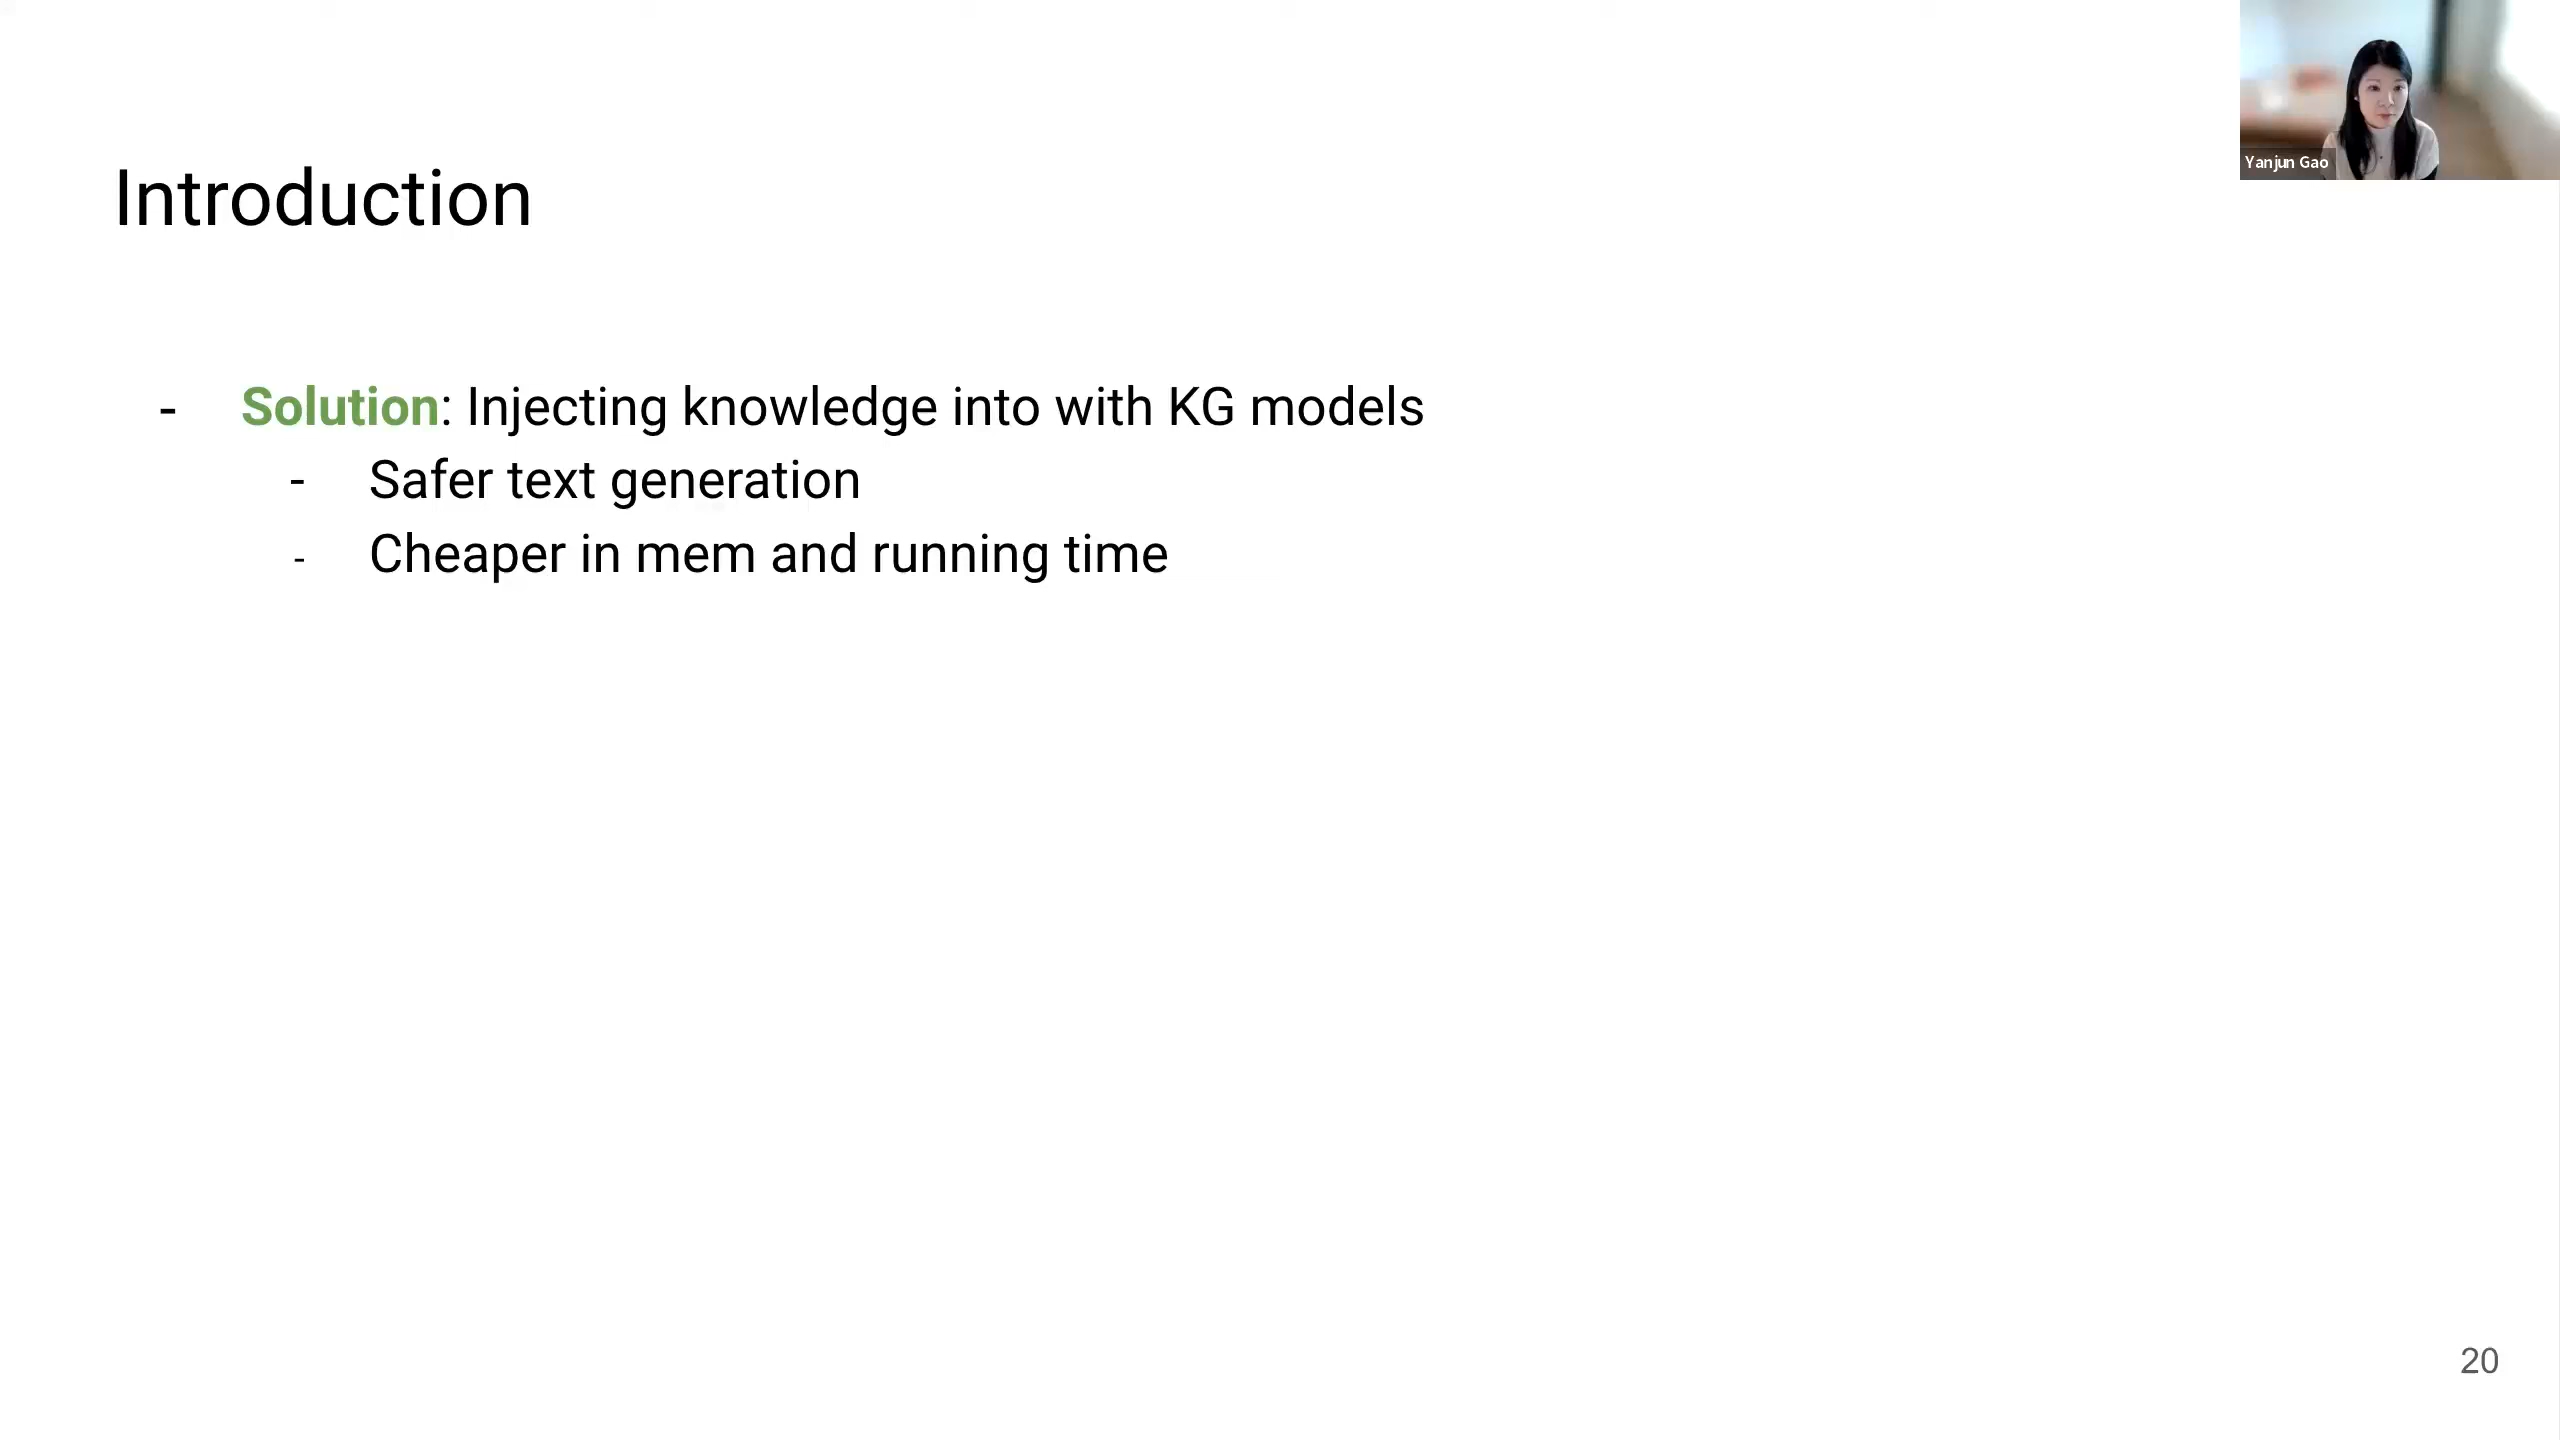 Yanjun Gao
Introduction
- Solution: Injecting knowledge into with KG models
- Safer text generation
- Cheaper in mem and running time
20